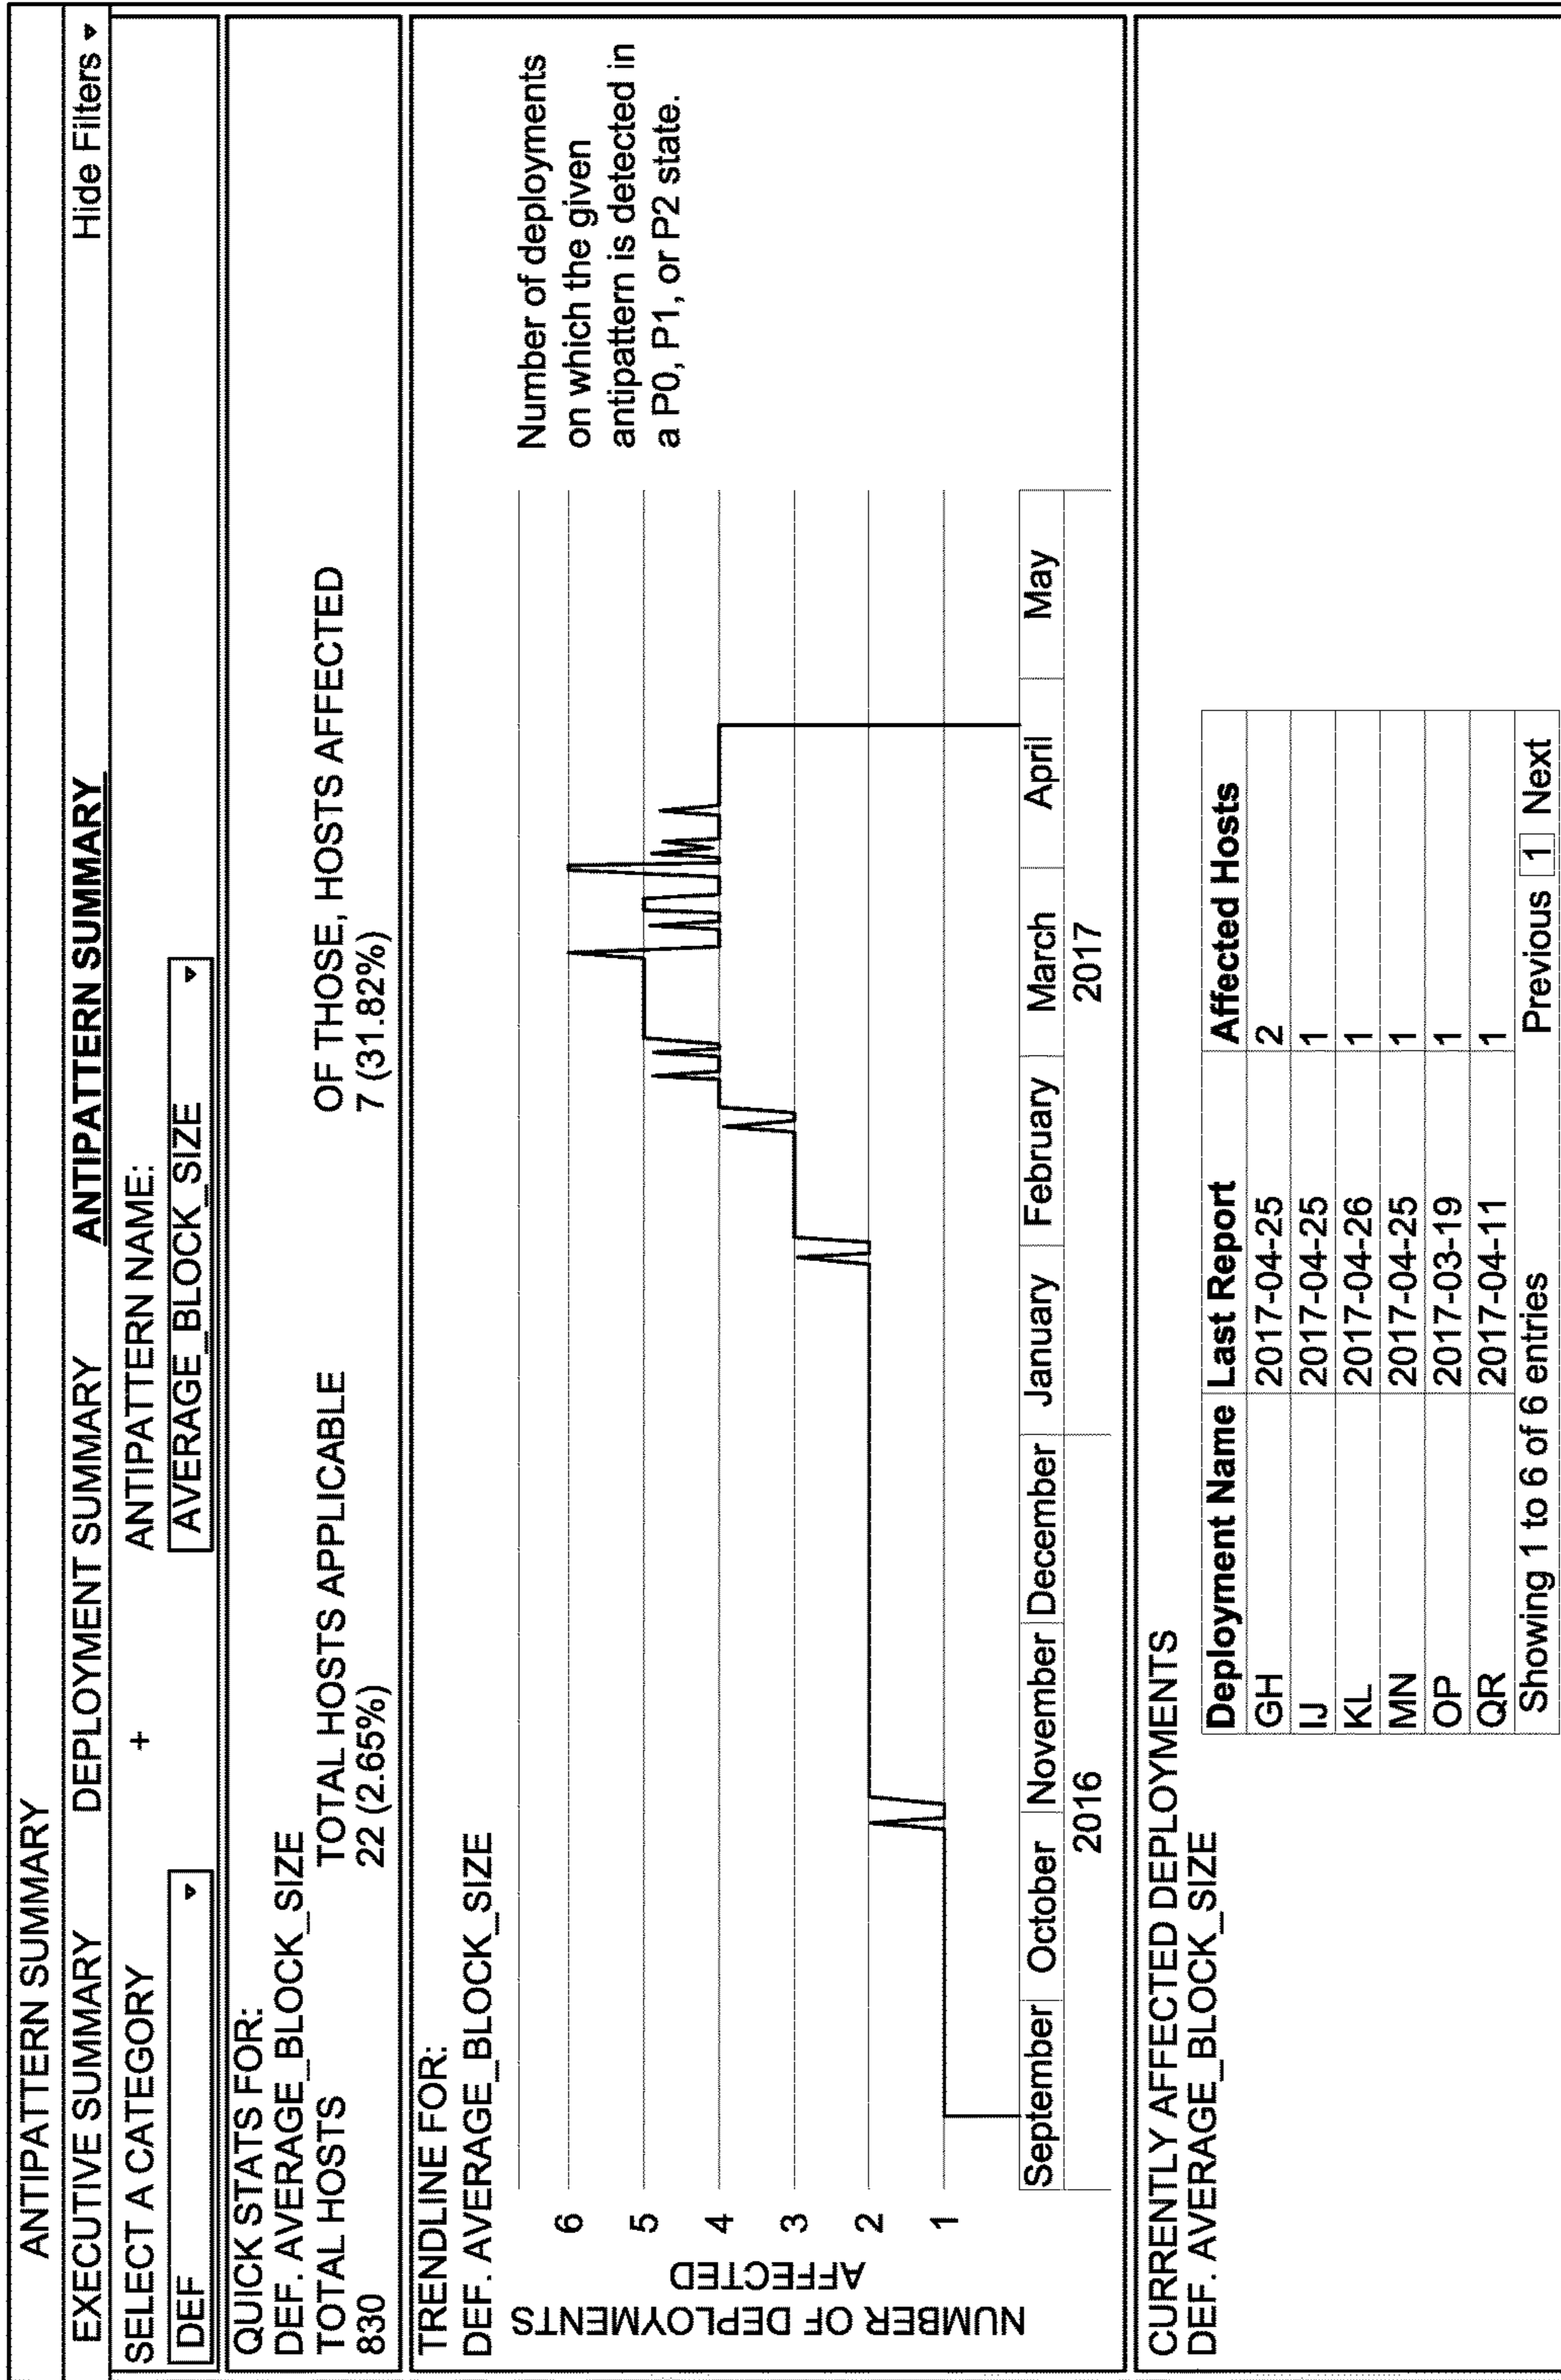 ANTIPATTERN SUMMARY
EXECUTIVE SUMMARY DEPLOYMENT SUMMARY ANTIPATTERN SUMMARY Hide Filters
SELECT A CATEGORY + ANTIPATTERN NAME:
DEF AVERAGE_BLOCK_SIZE
QUICK STATS FOR:
DEF. AVERAGE_BLOCK_SIZE
TOTAL HOSTS TOTAL HOSTS APPLICABLE OF THOSE, HOSTS AFFECTED
830 22 (2.65%) 7 (31.82%)
TRENDLINE FOR:
DEF. AVERAGE_BLOCK_SIZE
NUMBER OF DEPLOYMENTS
AFFECTED
6
5
4
3
2
1
Number of deployments
on which the given
antipattern is detected in
a P0, P1, or P2 state.
September October November December January February March April May
2016 2017
CURRENTLY AFFECTED DEPLOYMENTS
DEF. AVERAGE_BLOCK_SIZE
Deployment Name Last Report Affected Hosts
GH 2017-04-25 2
IJ 2017-04-25 1
KL 2017-04-26 1
MN 2017-04-25 1
OP 2017-03-19 1
QR 2017-04-11 1
Showing 1 to 6 of 6 entries Previous 1 Next